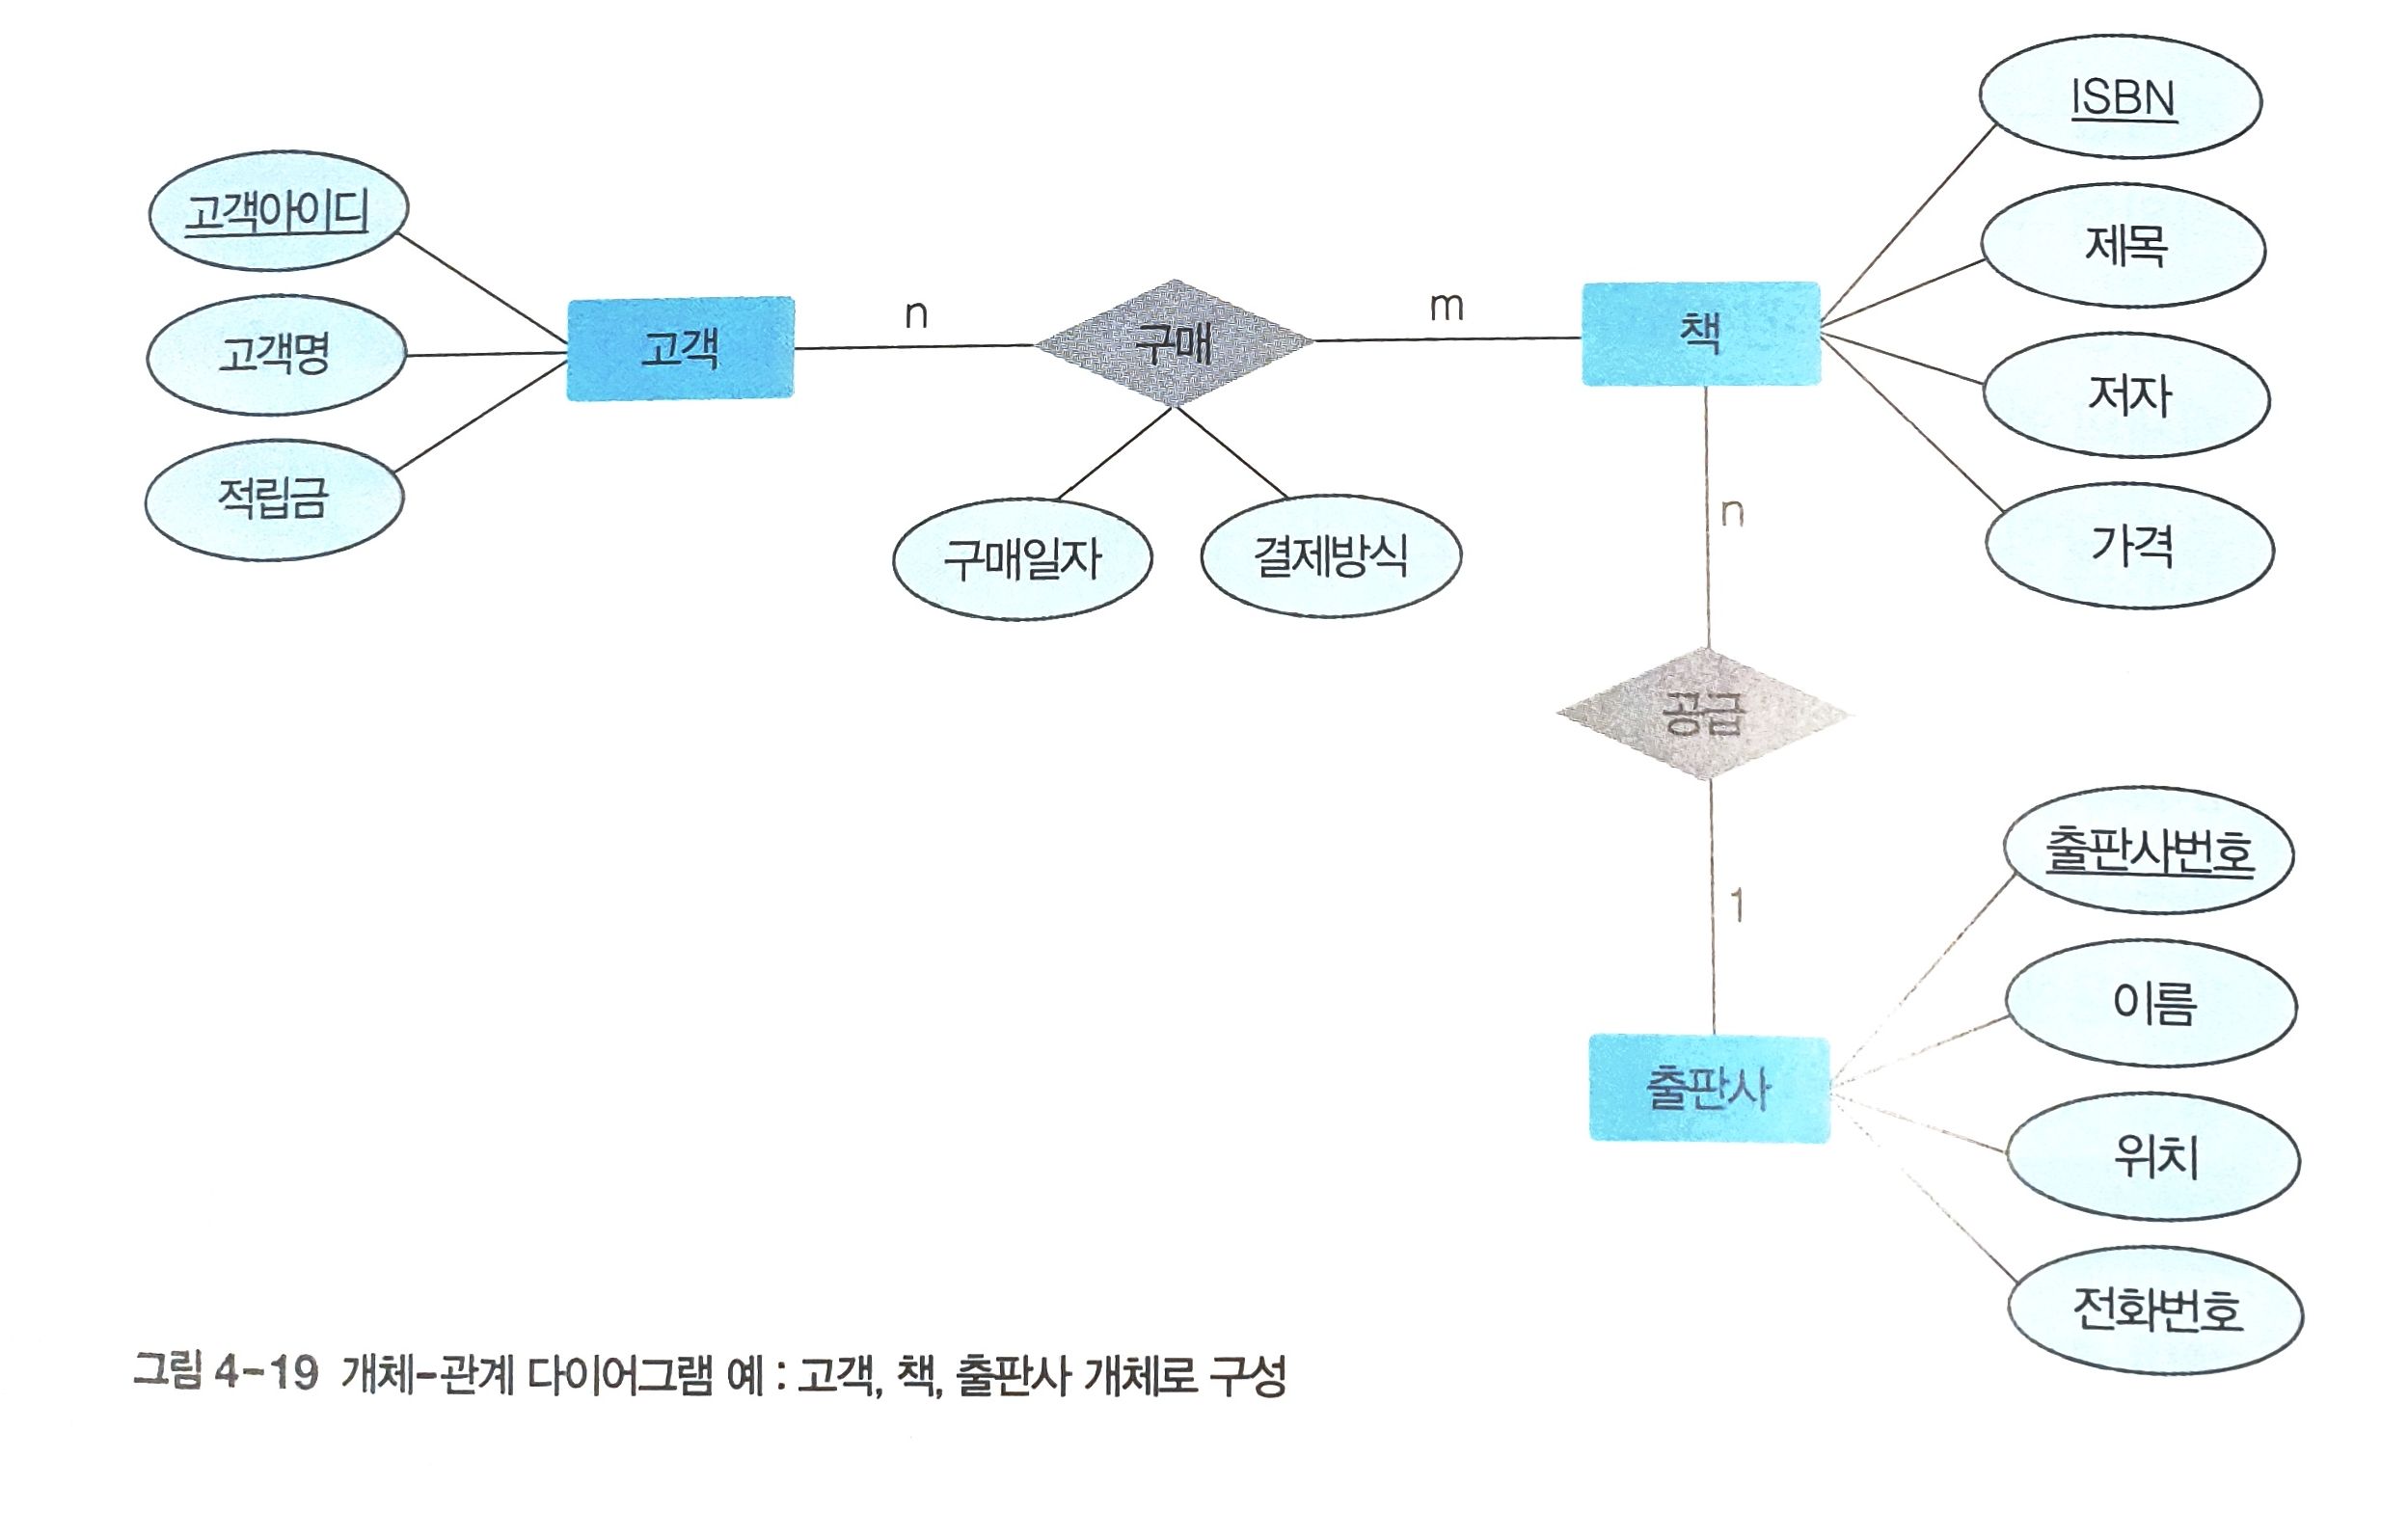 고객아이디
고객명
적립금
고객
n
구매
m
구매일자
결제방식
책
ISBN
제목
저자
가격
n
공급
1
출판사
출판사번호
이름
위치
전화번호
그림 4-19 개체-관계 다이어그램 예 : 고객, 책, 출판사 개체로 구성